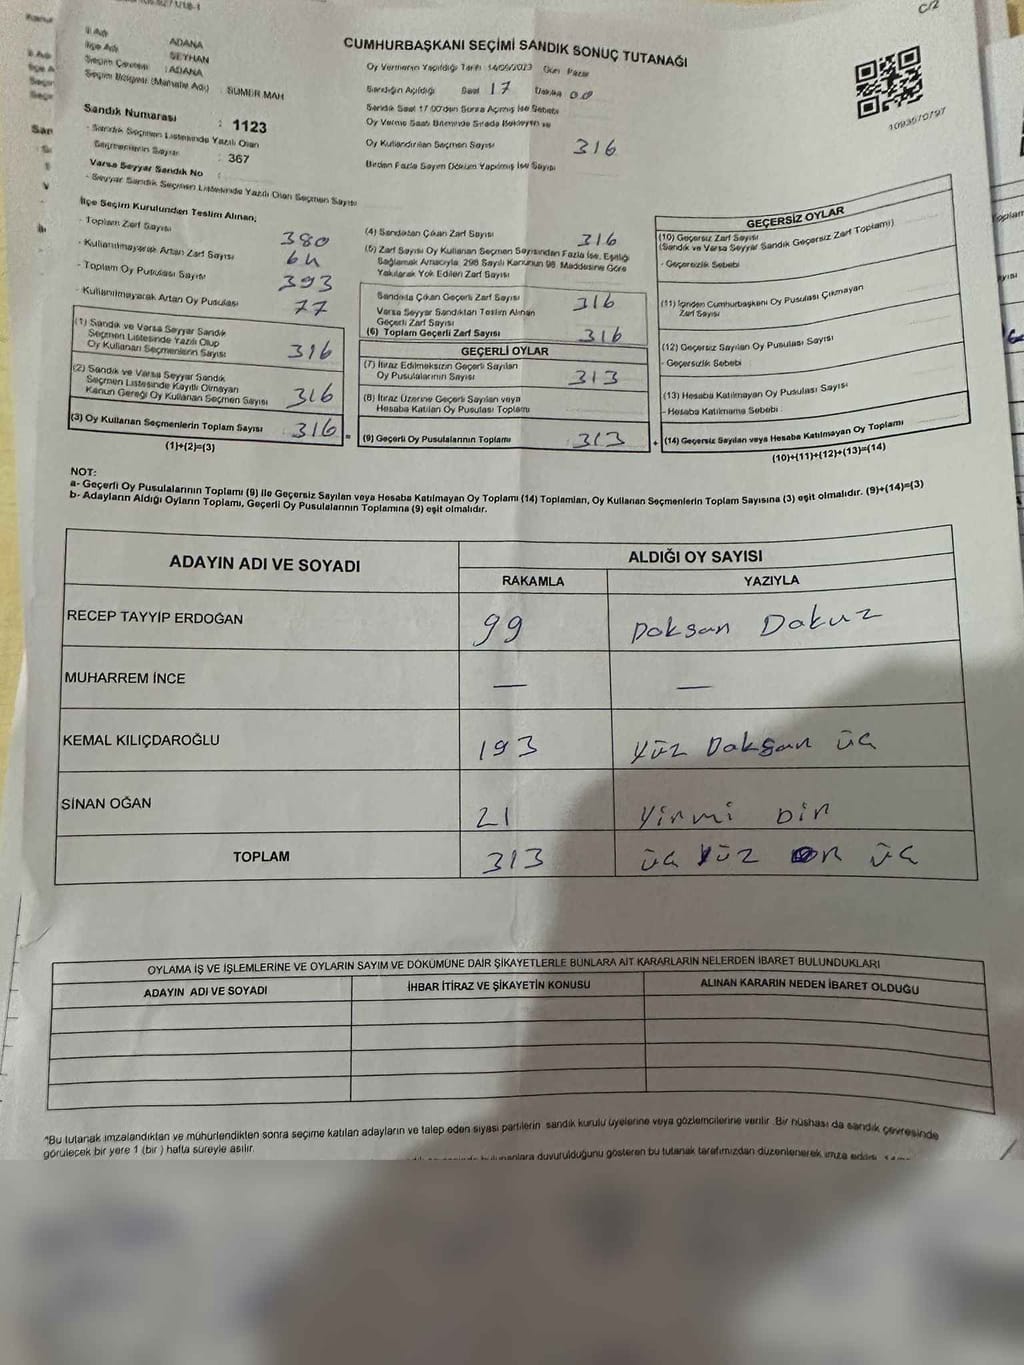 C/2
İl Adı ADANA
İlçe Adı SEYHAN
Seçim Çevresi : ADANA
Seçim Bölgesi (Mahalle Adı) : SÜMER MAH
CUMHURBAŞKANI SEÇİMİ SANDIK SONUÇ TUTANAĞI
Oy Vermenin Yapıldığı Tarih 14/05/2023 Gün Pazar
Sandığın Açıldığı Saat 17 Dakika 00
Sandık Saat 17.00'den Sonra Açılmış İse Sebebi
Oy Verme Saati Bitiminde Sırada Bekleyen ve
Oy Kullandırılan Seçmen Sayısı 316
Birden Fazla Sayım Döküm Yapılmış İse Sayısı
1093670797
Sandık Numarası : 1123
- Sandık Seçmen Listesinde Yazılı Olan
Seçmenlerin Sayısı : 367
Varsa Seyyar Sandık No :
- Seyyar Sandık Seçmen Listesinde Yazılı Olan Seçmen Sayısı
İlçe Seçim Kurulundan Teslim Alınan;
- Toplam Zarf Sayısı 380
- Kullanılmayarak Artan Zarf Sayısı 64
- Toplam Oy Pusulası Sayısı 393
- Kullanılmayarak Artan Oy Pusulası 77
(1) Sandık ve Varsa Seyyar Sandık
Seçmen Listesinde Yazılı Olup
Oy Kullanan Seçmenlerin Sayısı 316
(2) Sandık ve Varsa Seyyar Sandık
Seçmen Listesinde Kayıtlı Olmayan
Kanun Gereği Oy Kullanan Seçmen Sayısı 316
(3) Oy Kullanan Seçmenlerin Toplam Sayısı 316
(1)+(2)=(3)
(4) Sandıktan Çıkan Zarf Sayısı 316
(5) Zarf Sayısı Oy Kullanan Seçmen Sayısından Fazla İse, Eşitliği
Sağlamak Amacıyla, 298 Sayılı Kanunun 98. Maddesine Göre
Yakılarak Yok Edilen Zarf Sayısı
Sandıkta Çıkan Geçerli Zarf Sayısı 316
Varsa Seyyar Sandıktan Teslim Alınan
Geçerli Zarf Sayısı
(6) Toplam Geçerli Zarf Sayısı 316
GEÇERLİ OYLAR
(7) İtiraz Edilmeksizin Geçerli Sayılan
Oy Pusulalarının Sayısı 313
(8) İtiraz Üzerine Geçerli Sayılan veya
Hesaba Katılan Oy Pusulası Toplamı
(9) Geçerli Oy Pusulalarının Toplamı 313
GEÇERSİZ OYLAR
(10) Geçersiz Zarf Sayısı
(Sandık ve Varsa Seyyar Sandık Geçersiz Zarf Toplamı))
- Geçersizlik Sebebi
(11) İçinden Cumhurbaşkanı Oy Pusulası Çıkmayan
Zarf Sayısı
(12) Geçersiz Sayılan Oy Pusulası Sayısı
- Geçersizlik Sebebi
(13) Hesaba Katılmayan Oy Pusulası Sayısı
- Hesaba Katılmama Sebebi
(14) Geçersiz Sayılan veya Hesaba Katılmayan Oy Toplamı
(10)+(11)+(12)+(13)=(14)
NOT:
a- Geçerli Oy Pusulalarının Toplamı (9) ile Geçersiz Sayılan veya Hesaba Katılmayan Oy Toplamı (14) Toplamları, Oy Kullanan Seçmenlerin Toplam Sayısına (3) eşit olmalıdır. (9)+(14)=(3)
b- Adayların Aldığı Oyların Toplamı, Geçerli Oy Pusulalarının Toplamına (9) eşit olmalıdır.
ADAYIN ADI VE SOYADI ALDIĞI OY SAYISI
RAKAMLA YAZIYLA
RECEP TAYYİP ERDOĞAN 99 Doksan Dokuz
MUHARREM İNCE — —
KEMAL KILIÇDAROĞLU 193 Yüz Doksan üç
SİNAN OĞAN 21 Yirmi bir
TOPLAM 313 üç Yüz on üç
OYLAMA İŞ VE İŞLEMLERİNE VE OYLARIN SAYIM VE DÖKÜMÜNE DAİR ŞİKAYETLERLE BUNLARA AİT KARARLARIN NELERDEN İBARET BULUNDUKLARI
ADAYIN ADI VE SOYADI İHBAR İTİRAZ VE ŞİKAYETİN KONUSU ALINAN KARARIN NEDEN İBARET OLDUĞU
*Bu tutanak imzalandıktan ve mühürlendikten sonra seçime katılan adayların ve talep eden siyasi partilerin sandık kurulu üyelerine veya gözlemcilerine verilir. Bir nüshası da sandık çevresinde
görülecek bir yere 1 (bir) hafta süreyle asılır.
bulunanlara duyurulduğunu gösteren bu tutanak tarafımızdan düzenlenerek imza edildi.